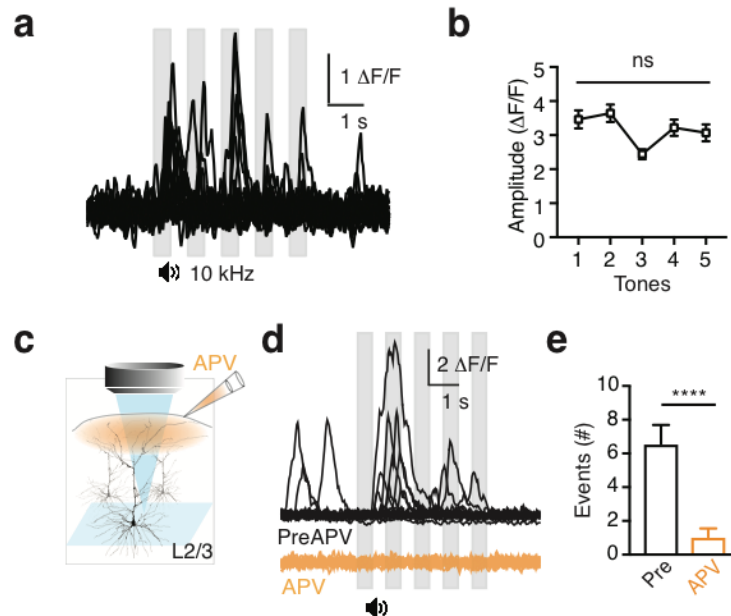 a
1 ΔF/F
1 s
10 kHz
b
ns
Amplitude (ΔF/F)
5
4
3
2
1
0
1 2 3 4 5
Tones
c
APV
L2/3
d
2 ΔF/F
1 s
PreAPV
APV
e
****
Events (#)
10
8
6
4
2
0
Pre
APV